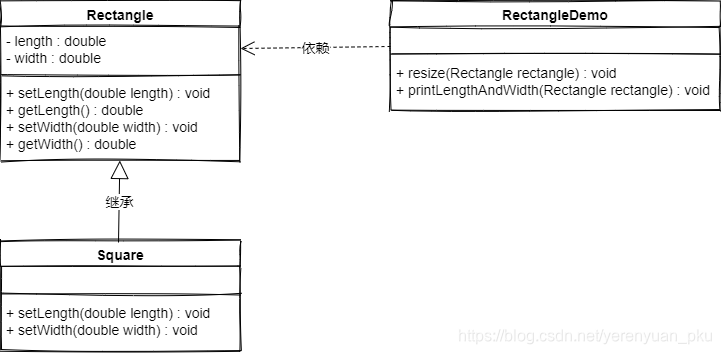 Rectangle
- length : double
- width : double
+ setLength(double length) : void
+ getLength() : double
+ setWidth(double width) : void
+ getWidth() : double
依赖
RectangleDemo
+ resize(Rectangle rectangle) : void
+ printLengthAndWidth(Rectangle rectangle) : void
继承
Square
+ setLength(double length) : void
+ setWidth(double width) : void
https://blog.csdn.net/yerenyuan_pku